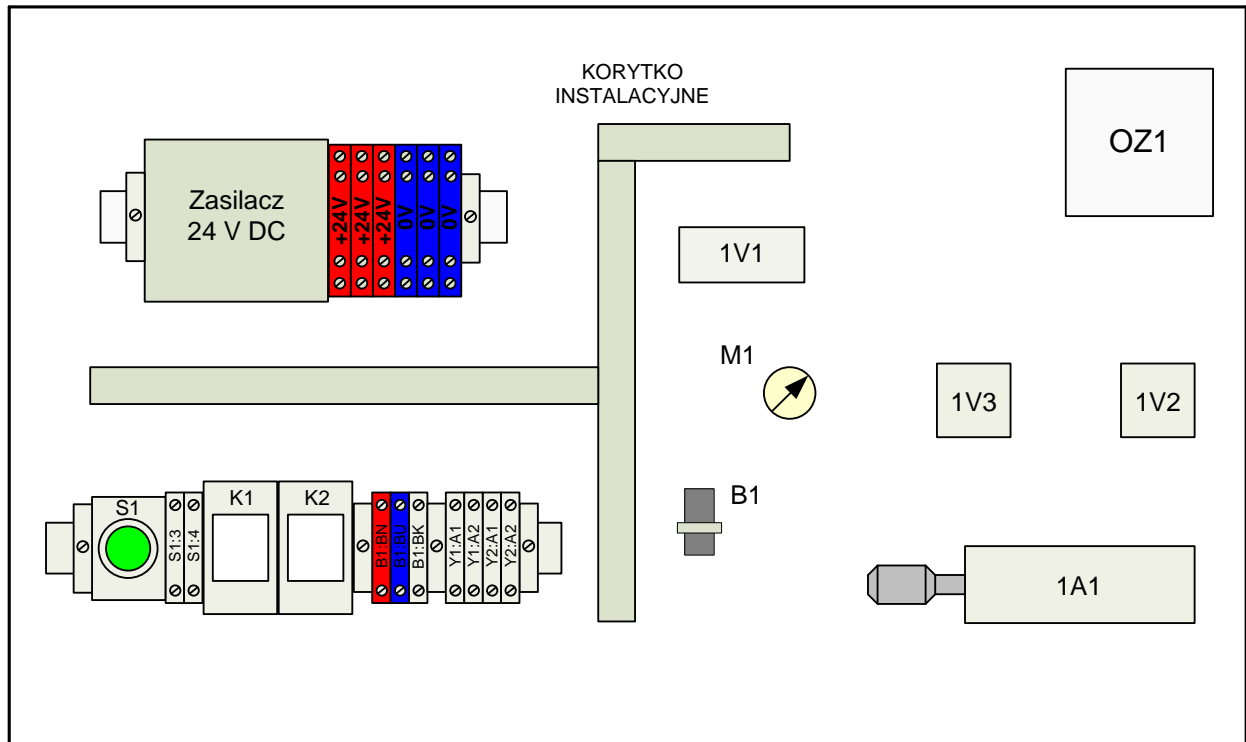 KORYTKO
INSTALACYJNE
OZ1
Zasilacz
24 V DC
+24V
+24V
+24V
0V
0V
0V
1V1
M1
1V3
1V2
S1
S1:3
S1:4
K1
K2
B1:BN
B1:BU
B1:BK
Y1:A1
Y1:A2
Y2:A1
Y2:A2
B1
1A1